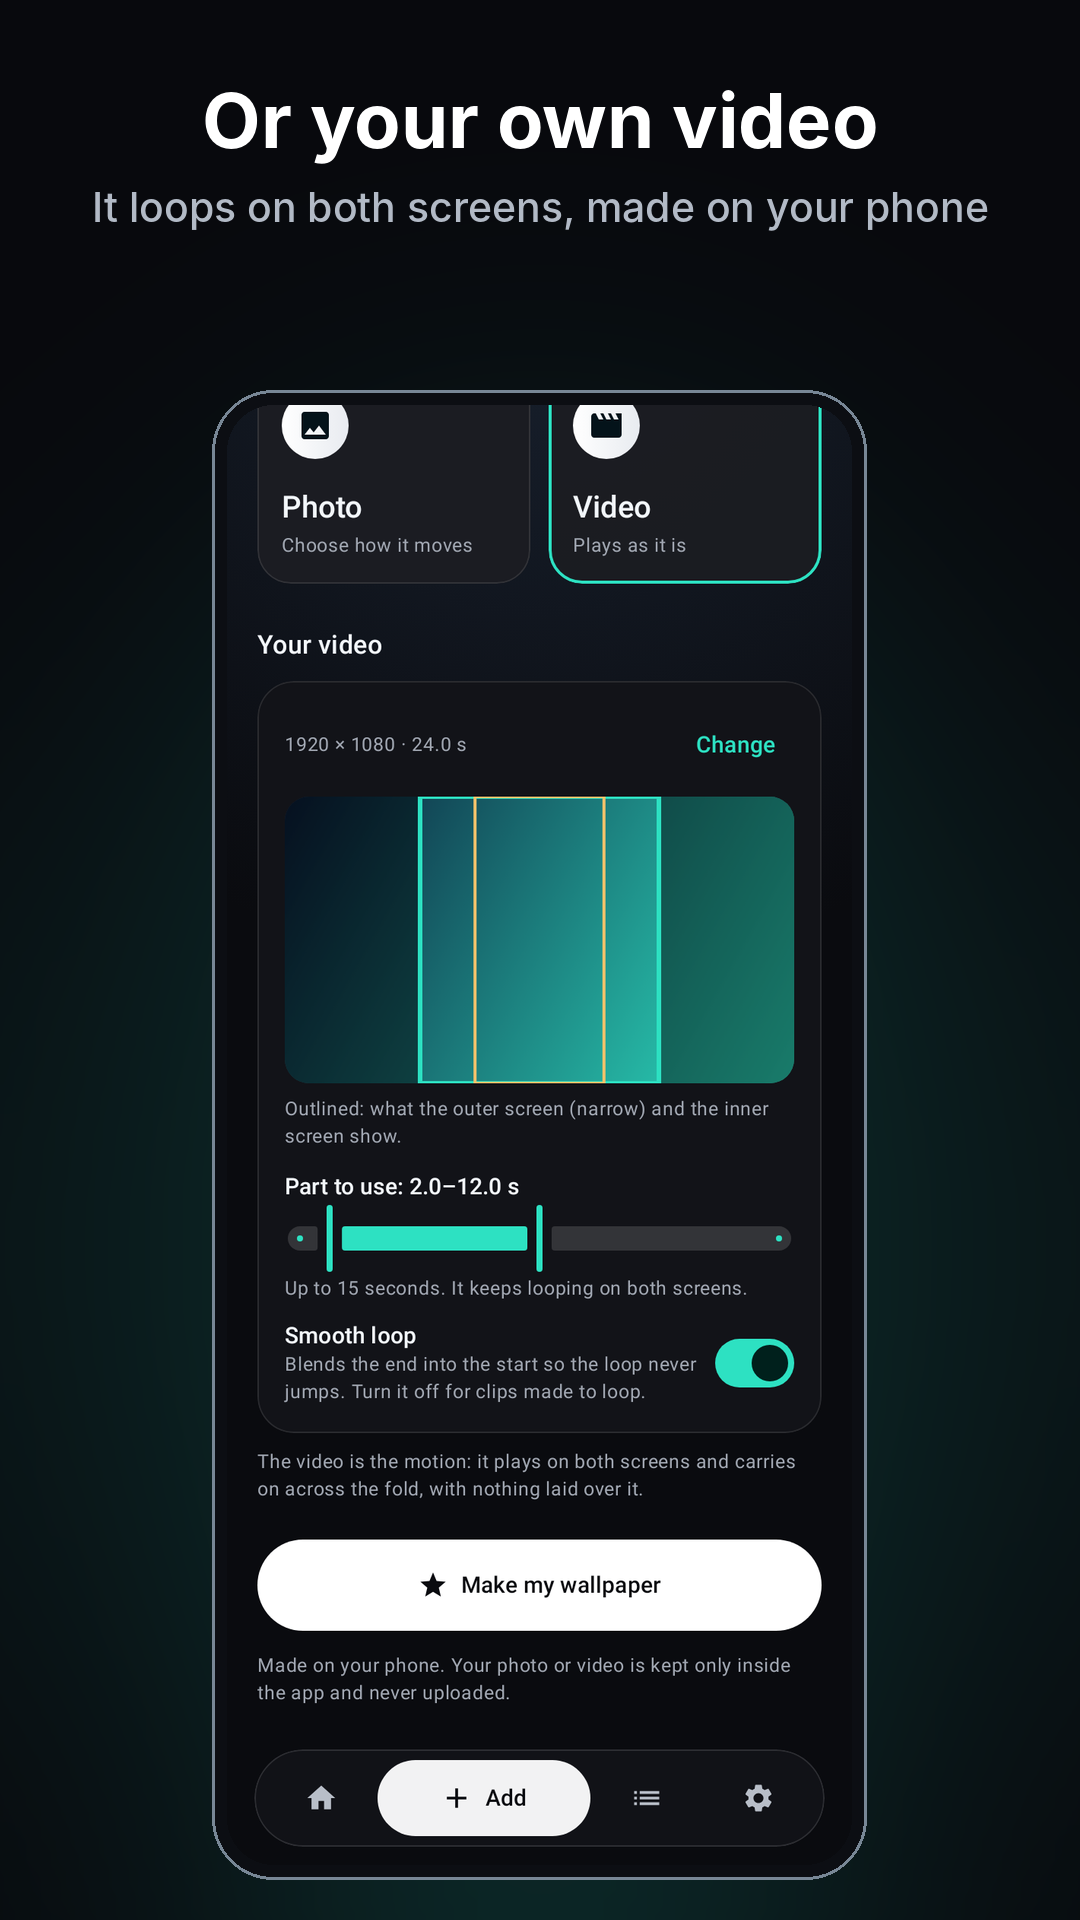 Or your own video
It loops on both screens, made on your phone
Photo
Choose how it moves
Video
Plays as it is
Your video
1920 × 1080 · 24.0 s
Change
Outlined: what the outer screen (narrow) and the inner
screen show.
Part to use: 2.0–12.0 s
Up to 15 seconds. It keeps looping on both screens.
Smooth loop
Blends the end into the start so the loop never
jumps. Turn it off for clips made to loop.
The video is the motion: it plays on both screens and carries
on across the fold, with nothing laid over it.
Make my wallpaper
Made on your phone. Your photo or video is kept only inside
the app and never uploaded.
Add